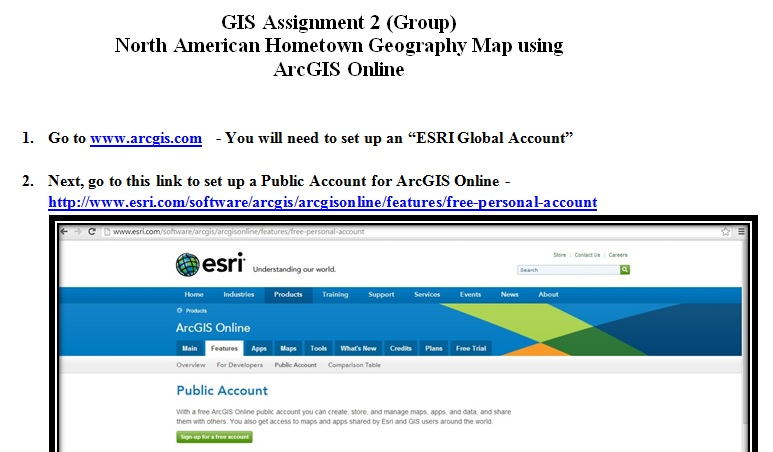 GIS Assignment 2 (Group)
North American Hometown Geography Map using
ArcGIS Online
1. Go to www.arcgis.com - You will need to set up an “ESRI Global Account”
2. Next, go to this link to set up a Public Account for ArcGIS Online -
http://www.esri.com/software/arcgis/arcgisonline/features/free-personal-account
www.esri.com/software/arcgis/arcgisonline/features/free-personal-account
Store | Contact Us | Careers
esri Understanding our world.
Search
Home Industries Products Training Support Services Events News About
Products
ArcGIS Online
Main Features Apps Maps Tools What's New Credits Plans Free Trial
Overview For Developers Public Account Comparison Table
Public Account
With a free ArcGIS Online public account you can create, store, and manage maps, apps, and data, and share
them with others. You also get access to maps and apps shared by Esri and GIS users around the world.
Sign up for a free account